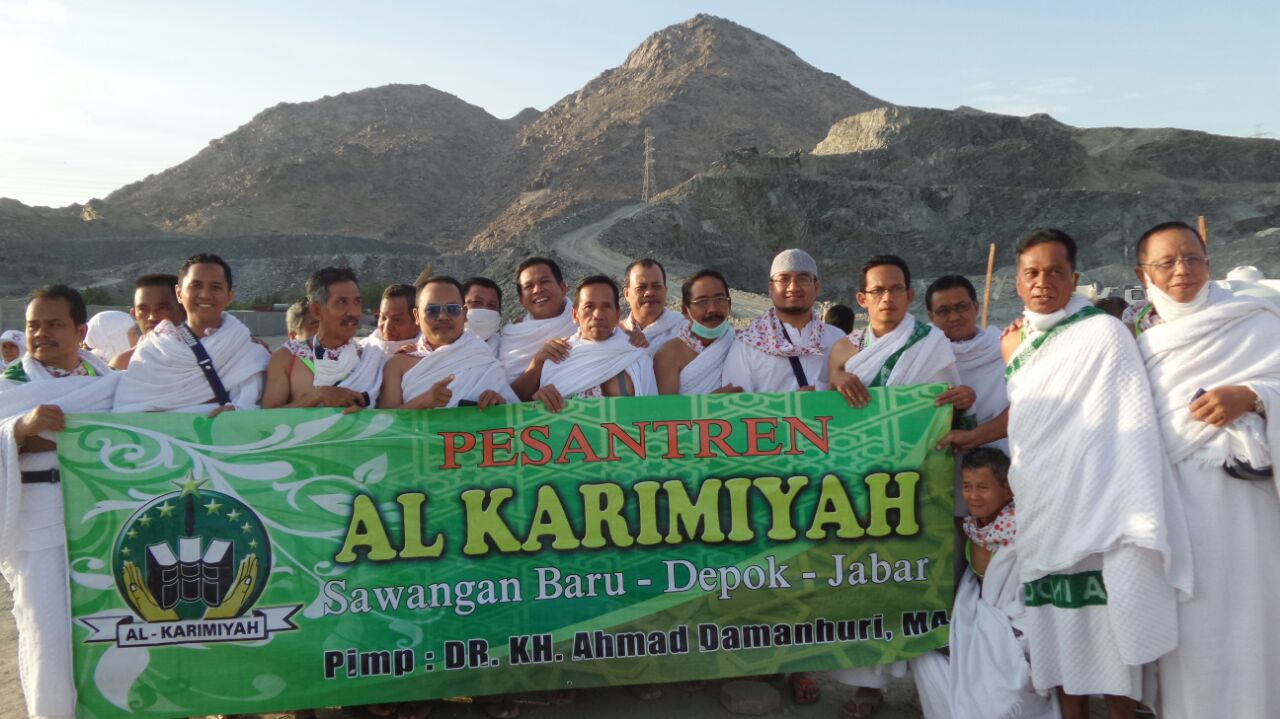 PESANTREN
AL KARIMIYAH
Sawangan Baru - Depok - Jabar
Pimp : DR. KH. Ahmad Damanhuri, MA
AL - KARIMIYAH